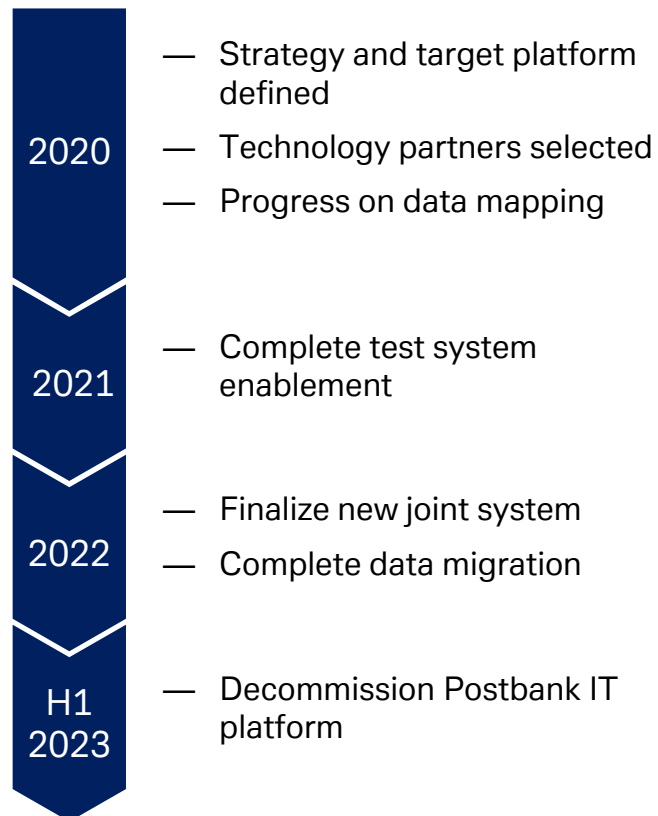 2020
— Strategy and target platform
defined
— Technology partners selected
— Progress on data mapping
2021
— Complete test system
enablement
2022
— Finalize new joint system
— Complete data migration
H1
2023
— Decommission Postbank IT
platform